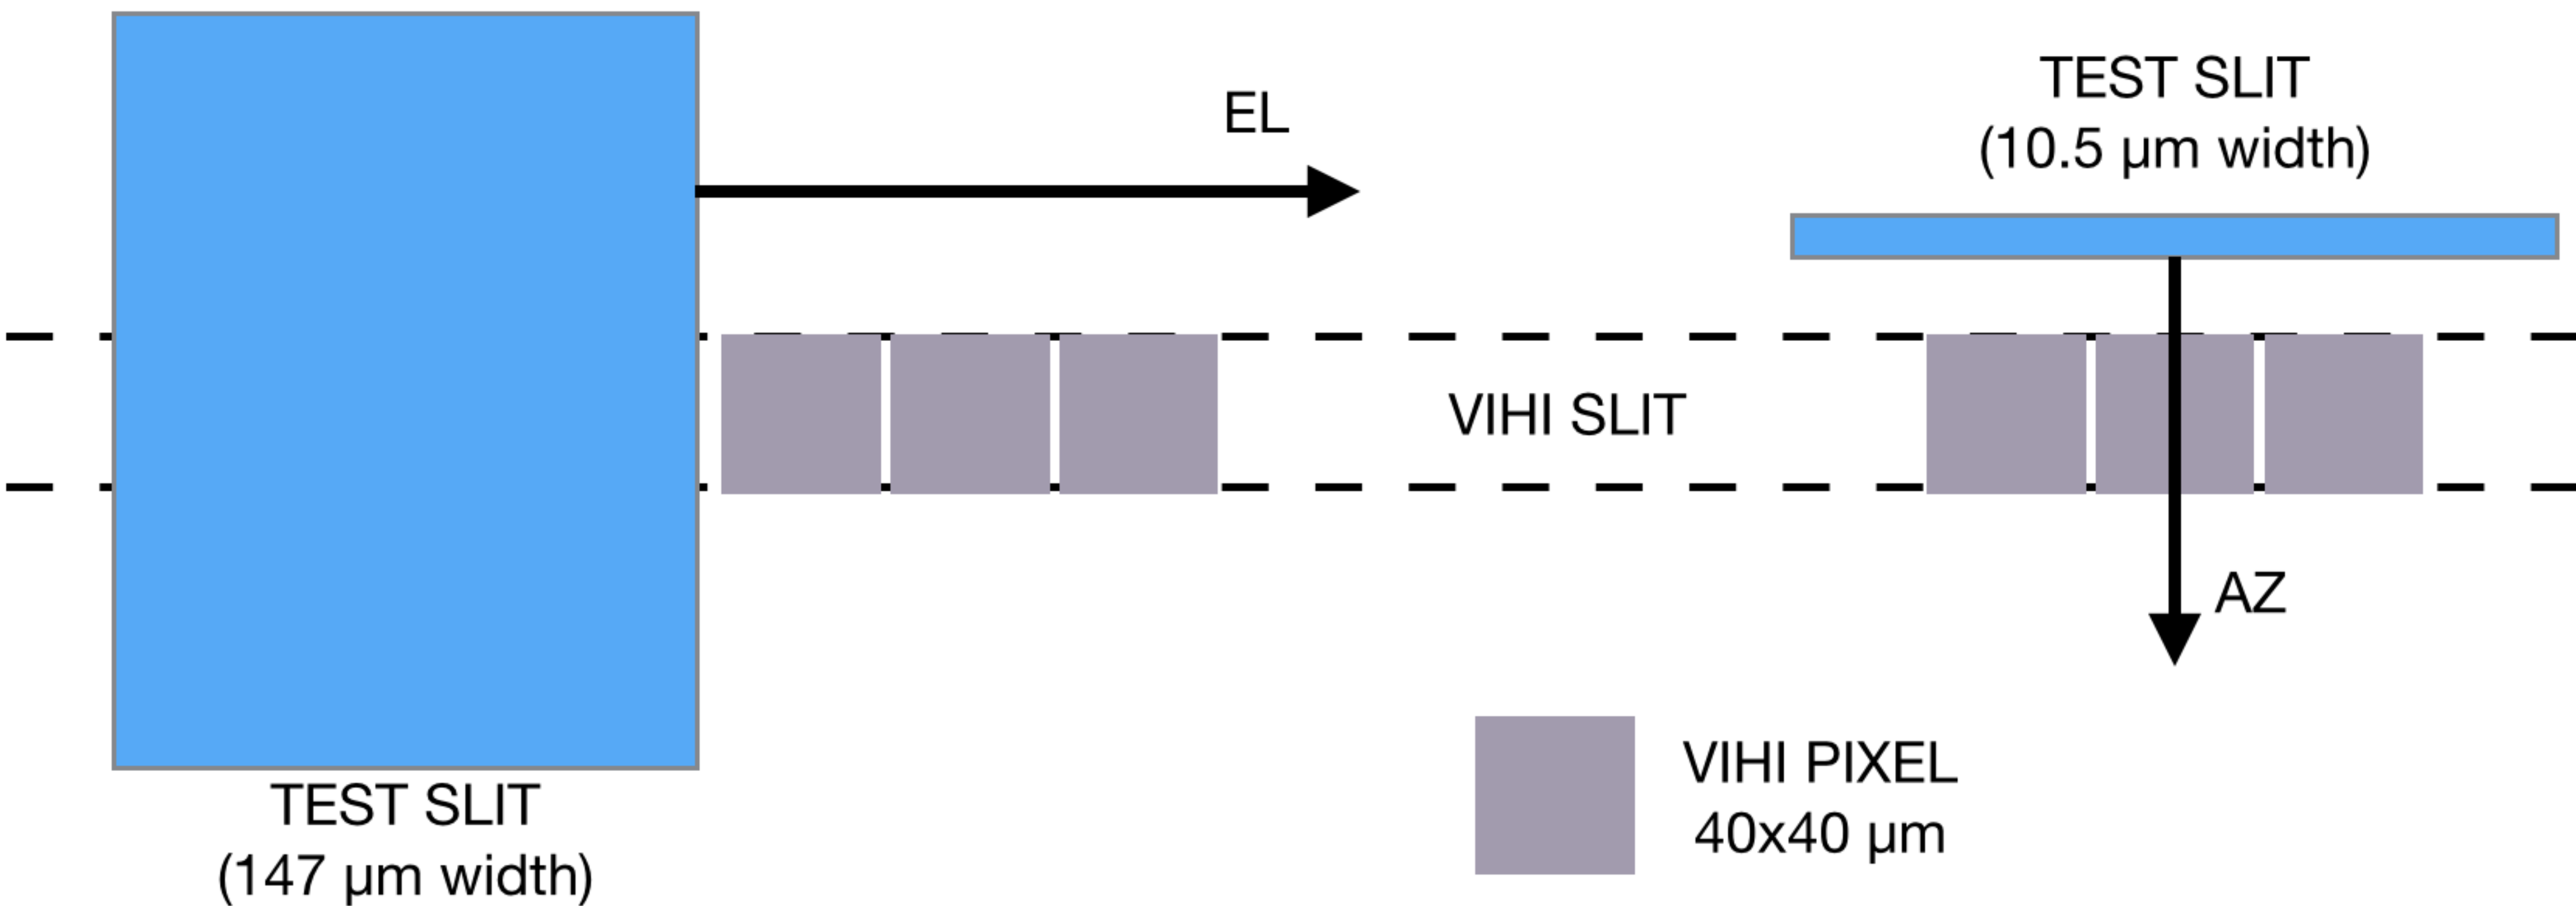 EL
TEST SLIT
(10.5 µm width)
VIHI SLIT
AZ
TEST SLIT
(147 µm width)
VIHI PIXEL
40x40 µm